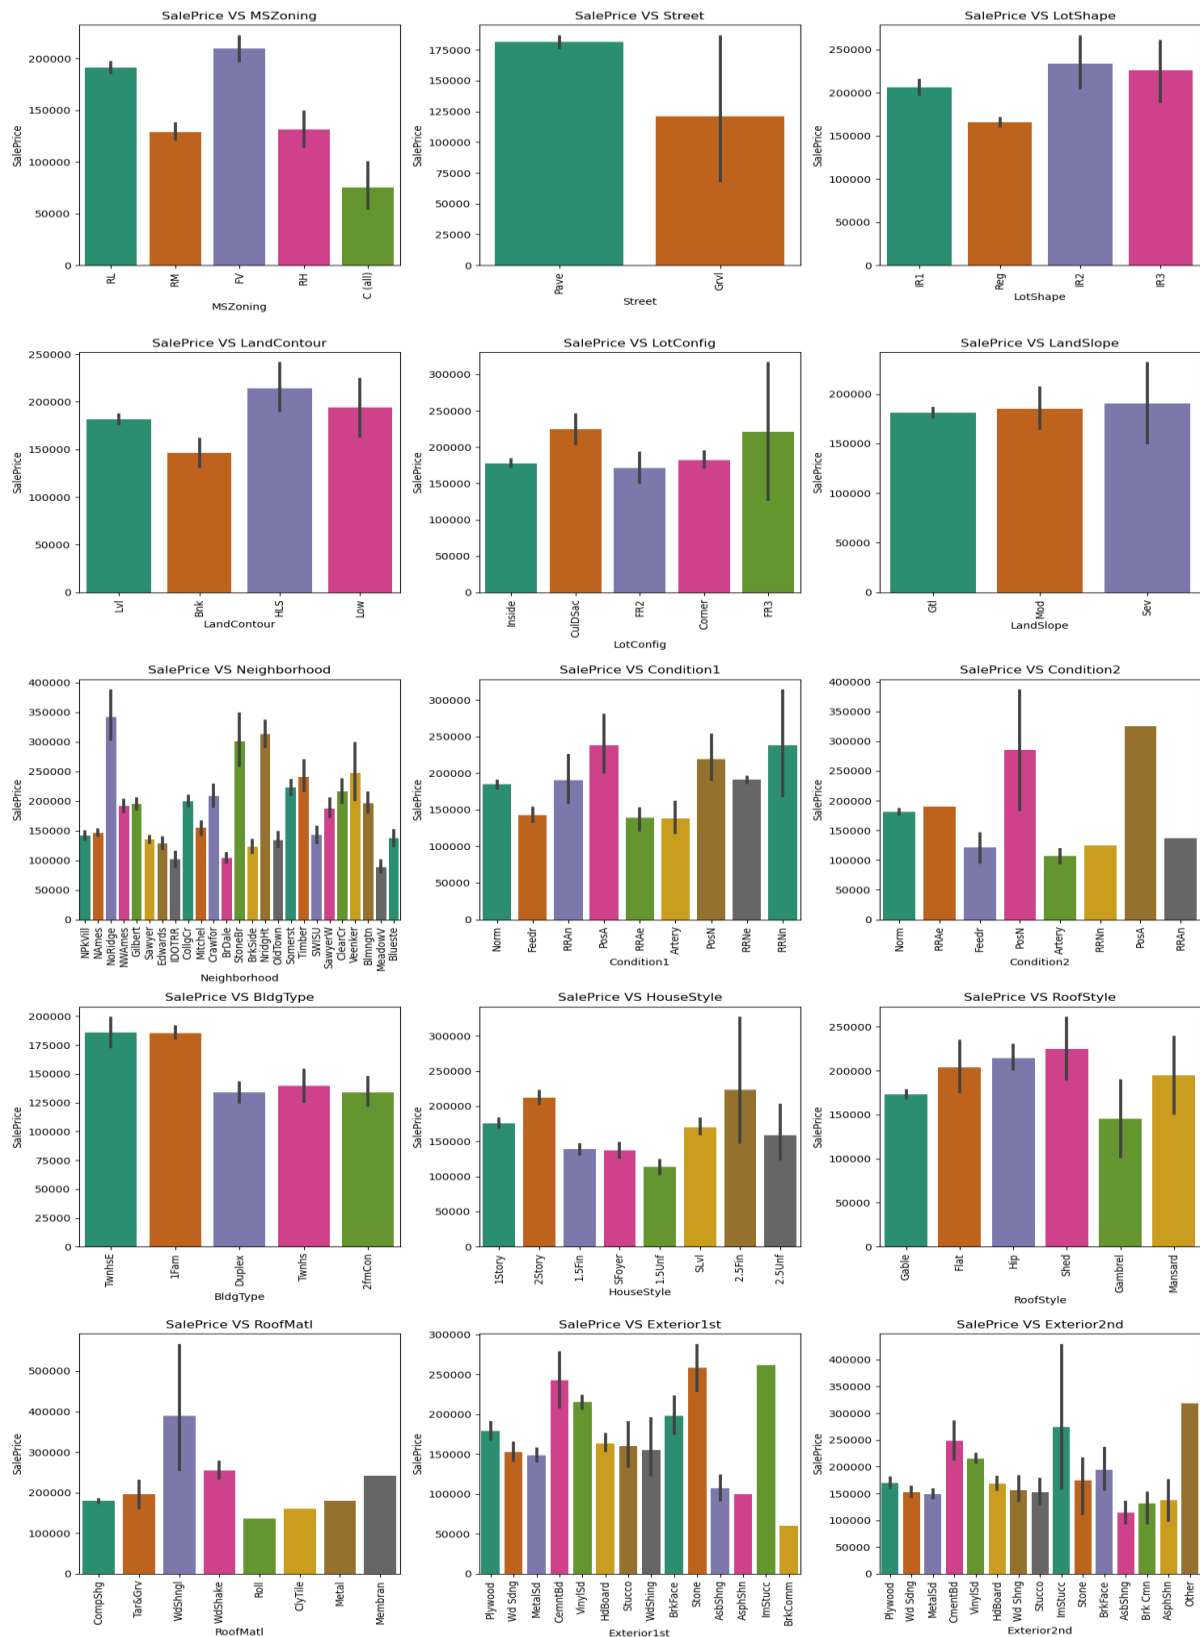 SalePrice VS MSZoning
SalePrice
200000
150000
100000
50000
0
RL RM FV RH C (all)
MSZoning
SalePrice VS Street
SalePrice
175000
150000
125000
100000
75000
50000
25000
0
Pave Grvl
Street
SalePrice VS LotShape
SalePrice
250000
200000
150000
100000
50000
0
IR1 Reg IR2 IR3
LotShape
SalePrice VS LandContour
SalePrice
250000
200000
150000
100000
50000
0
Lvl Bnk HLS Low
LandContour
SalePrice VS LotConfig
SalePrice
300000
250000
200000
150000
100000
50000
0
Inside CulDSac FR2 Corner FR3
LotConfig
SalePrice VS LandSlope
SalePrice
200000
150000
100000
50000
0
Gtl Mod Sev
LandSlope
SalePrice VS Neighborhood
SalePrice
400000
350000
300000
250000
200000
150000
100000
50000
0
NPkVill NAmes NoRidge NWAmes Gilbert Sawyer Edwards IDOTRR CollgCr Mitchel Crawfor BrDale StoneBr BrkSide NridgHt OldTown Somerst Timber SWISU SawyerW ClearCr Veenker Blmngtn MeadowV Blueste
Neighborhood
SalePrice VS Condition1
SalePrice
300000
250000
200000
150000
100000
50000
0
Norm Feedr RRAn PosA RRAe Artery PosN RRNe RRNn
Condition1
SalePrice VS Condition2
SalePrice
400000
350000
300000
250000
200000
150000
100000
50000
0
Norm RRAe Feedr PosN Artery RRNn PosA RRAn
Condition2
SalePrice VS BldgType
SalePrice
200000
175000
150000
125000
100000
75000
50000
25000
0
TwnhsE 1Fam Duplex Twnhs 2fmCon
BldgType
SalePrice VS HouseStyle
SalePrice
300000
250000
200000
150000
100000
50000
0
1Story 2Story 1.5Fin SFoyer 1.5Unf SLvl 2.5Fin 2.5Unf
HouseStyle
SalePrice VS RoofStyle
SalePrice
250000
200000
150000
100000
50000
0
Gable Flat Hip Shed Gambrel Mansard
RoofStyle
SalePrice VS RoofMatl
SalePrice
500000
400000
300000
200000
100000
0
CompShg Tar&Grv WdShngl WdShake Roll ClyTile Metal Membran
RoofMatl
SalePrice VS Exterior1st
SalePrice
300000
250000
200000
150000
100000
50000
0
Plywood Wd Sdng MetalSd CemntBd VinylSd HdBoard Stucco WdShing BrkFace Stone AsbShng AsphShn ImStucc BrkComm
Exterior1st
SalePrice VS Exterior2nd
SalePrice
400000
350000
300000
250000
200000
150000
100000
50000
0
Plywood Wd Sdng MetalSd CmentBd VinylSd HdBoard Wd Shng Stucco ImStucc Stone BrkFace AsbShng Brk Cmn AsphShn Other
Exterior2nd